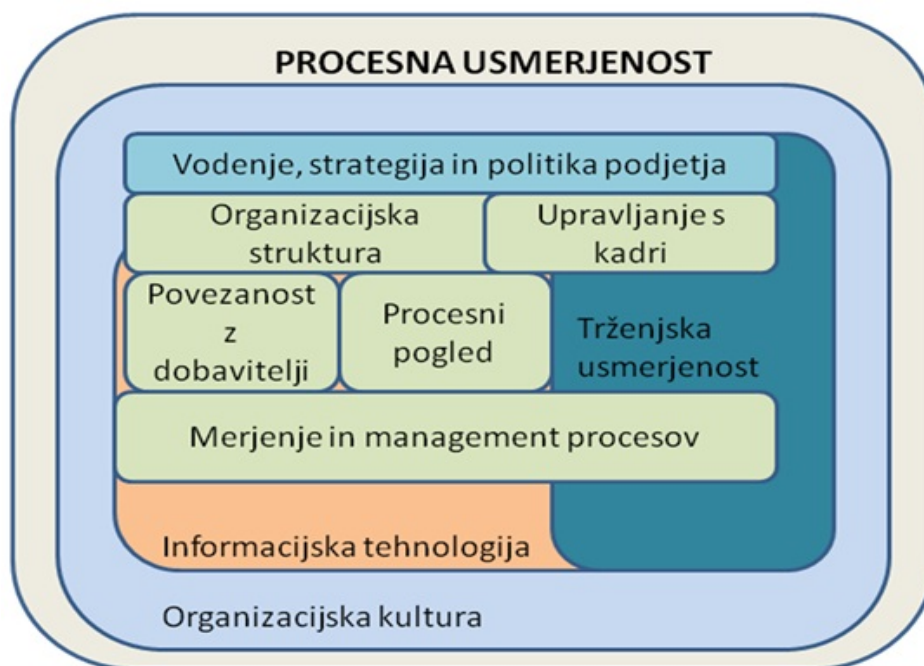 PROCESNA USMERJENOST
Vodenje, strategija in politika podjetja
Organizacijska
struktura
Upravljanje s
kadri
Povezanost
z
dobavitelji
Procesni
pogled
Trženjska
usmerjenost
Merjenje in management procesov
Informacijska tehnologija
Organizacijska kultura